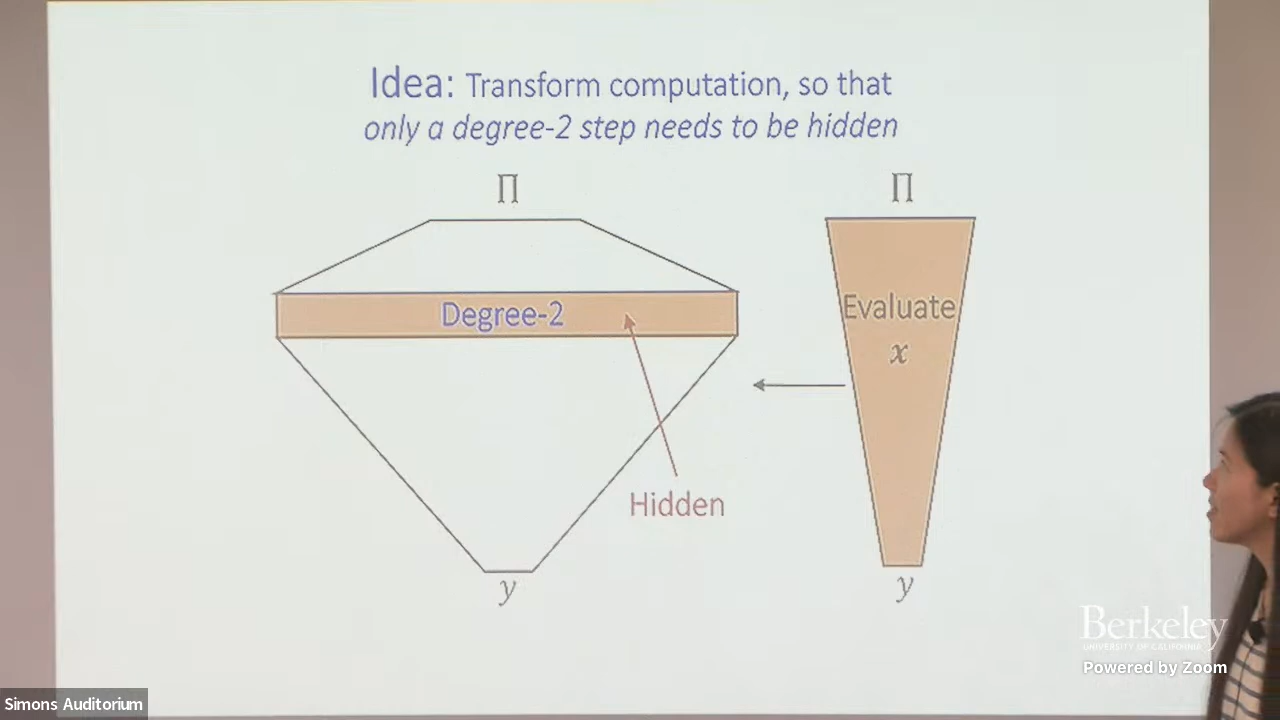 Idea: Transform computation, so that
only a degree-2 step needs to be hidden
Π
Π
Degree-2
Evaluate
x
Hidden
y
y
Berkeley
UNIVERSITY OF CALIFORNIA
Powered by Zoom
Simons Auditorium